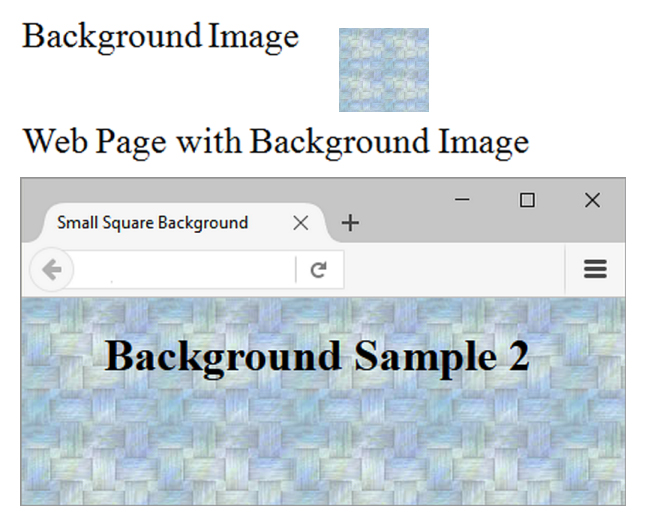 Background Image
Web Page with Background Image
Small Square Background
Background Sample 2